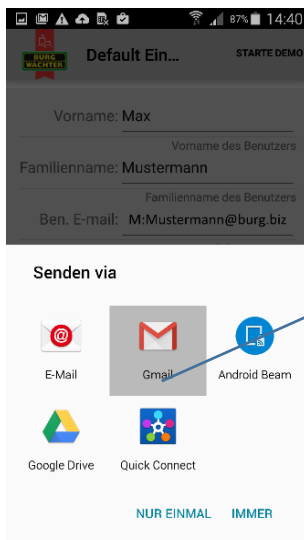 87% 14:40
BURG
WÄCHTER
Default Ein... STARTE DEMO
Vorname: Max
Vorname des Benutzers
Familienname: Mustermann
Familienname des Benutzers
Ben. E-mail: M:Mustermann@burg.biz
Senden via
E-Mail Gmail Android Beam
Google Drive Quick Connect
NUR EINMAL IMMER